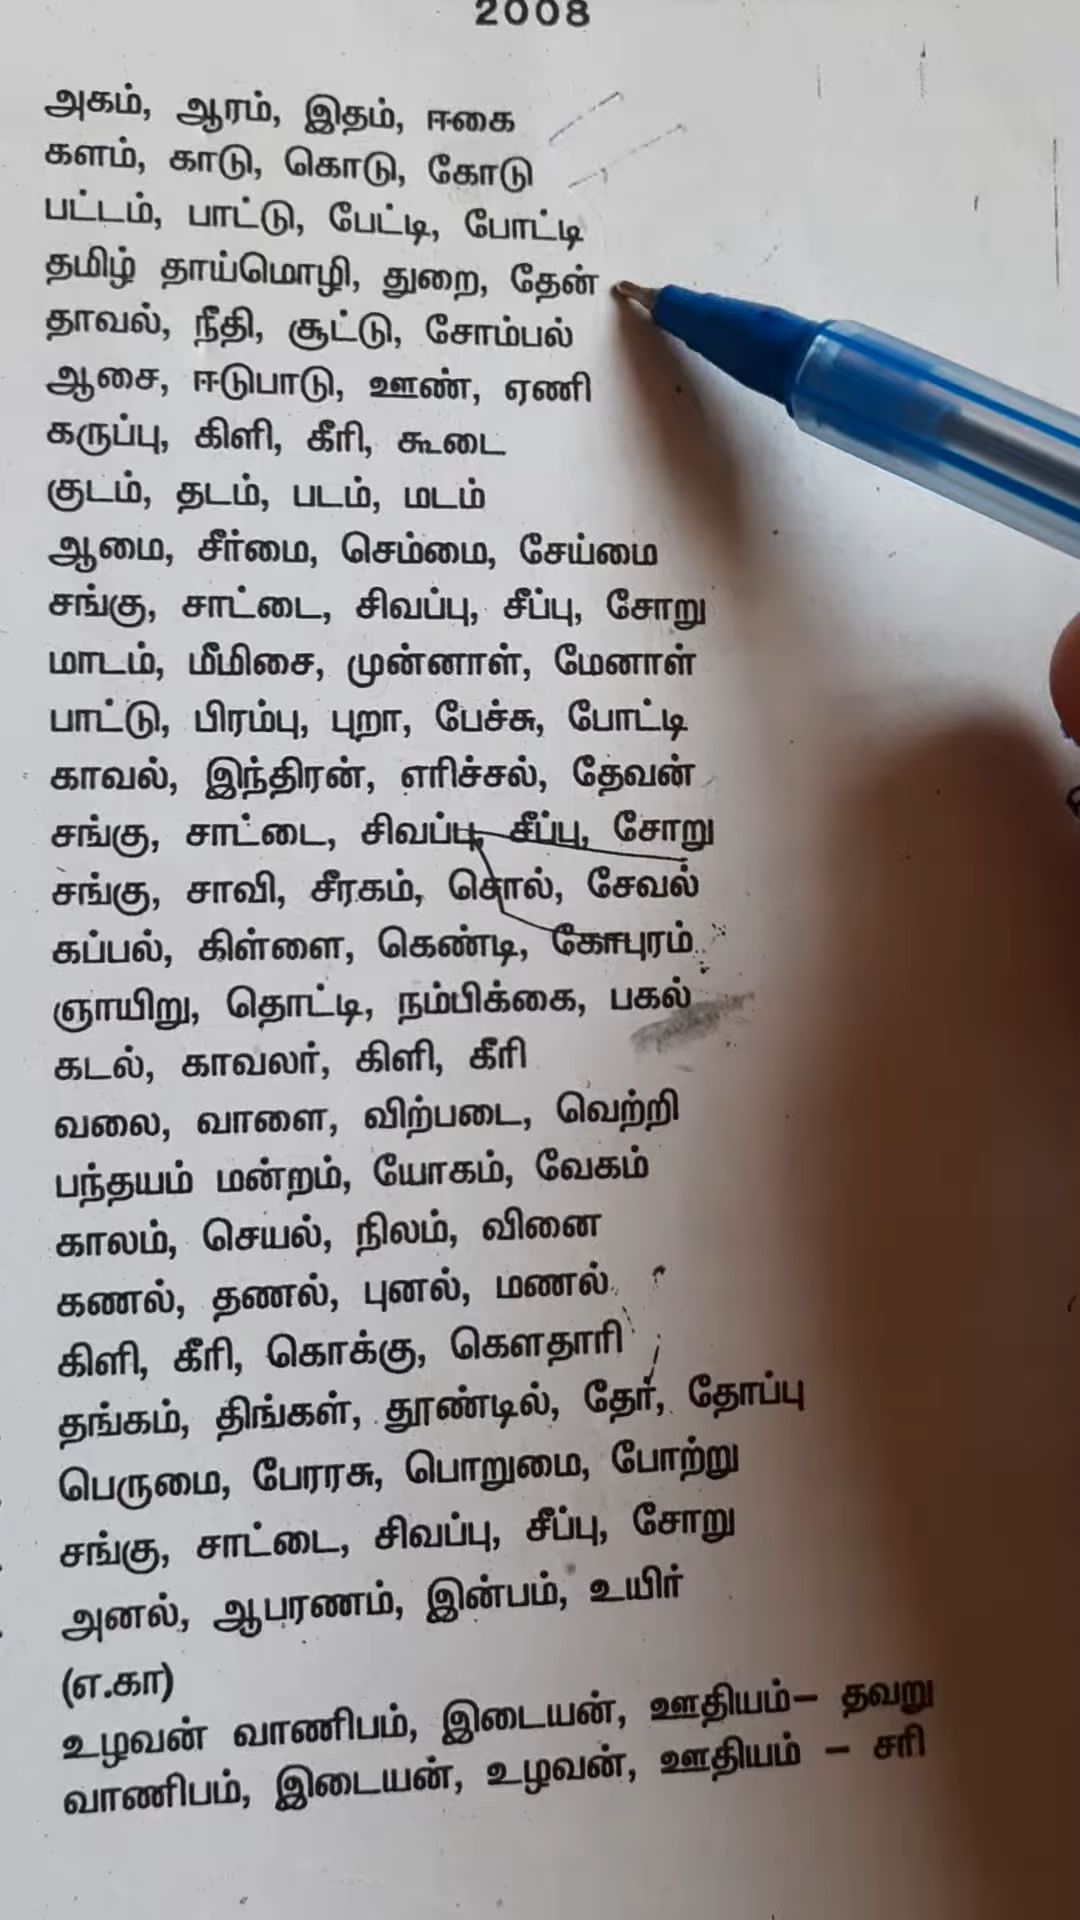 2008
அகம், ஆரம், இதம், ஈகை
களம், காடு, கொடு, கோடு
பட்டம், பாட்டு, பேட்டி, போட்டி
தமிழ் தாய்மொழி, துறை, தேன்
தாவல், நீதி, சூட்டு, சோம்பல்
ஆசை, ஈடுபாடு, ஊண், ஏணி
கருப்பு, கிளி, கீரி, கூடை
குடம், தடம், படம், மடம்
ஆமை, சீர்மை, செம்மை, சேய்மை
சங்கு, சாட்டை, சிவப்பு, சீப்பு, சோறு
மாடம், மீமிசை, முன்னாள், மேனாள்
பாட்டு, பிரம்பு, புறா, பேச்சு, போட்டி
காவல், இந்திரன், எரிச்சல், தேவன்
சங்கு, சாட்டை, சிவப்பு, சீப்பு, சோறு
சங்கு, சாவி, சீரகம், சொல், சேவல்
கப்பல், கிள்ளை, கெண்டி, கோபுரம்
ஞாயிறு, தொட்டி, நம்பிக்கை, பகல்
கடல், காவலர், கிளி, கீரி
வலை, வாளை, விற்படை, வெற்றி
பந்தயம் மன்றம், யோகம், வேகம்
காலம், செயல், நிலம், வினை
கணல், தணல், புனல், மணல்
கிளி, கீரி, கொக்கு, கௌதாரி
தங்கம், திங்கள், தூண்டில், தேர், தோப்பு
பெருமை, பேரரசு, பொறுமை, போற்று
சங்கு, சாட்டை, சிவப்பு, சீப்பு, சோறு
அனல், ஆபரணம், இன்பம், உயிர்
(எ.கா)
உழவன் வாணிபம், இடையன், ஊதியம்– தவறு
வாணிபம், இடையன், உழவன், ஊதியம் – சரி